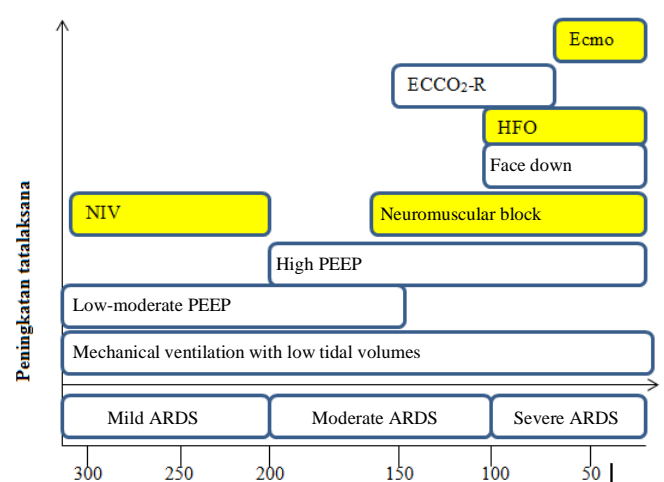 Ecmo
ECCO₂-R
HFO
Face down
NIV
Neuromuscular block
High PEEP
Low-moderate PEEP
Mechanical ventilation with low tidal volumes
Peningkatan tatalaksana
Mild ARDS
Moderate ARDS
Severe ARDS
300 250 200 150 100 50